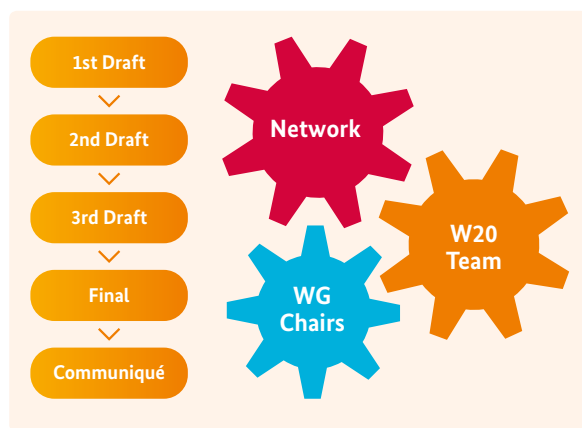 1st Draft
2nd Draft
3rd Draft
Final
Communiqué
Network
W20
Team
WG
Chairs